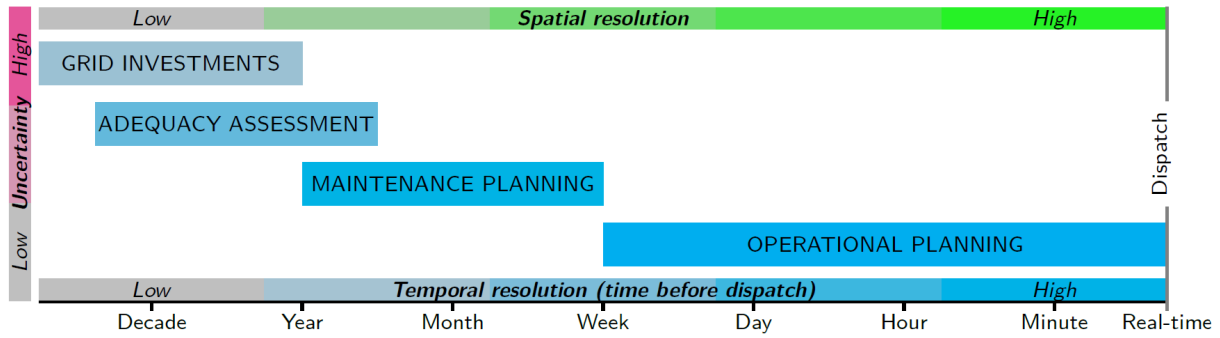 Low Spatial resolution High
High
GRID INVESTMENTS
ADEQUACY ASSESSMENT
Uncertainty
MAINTENANCE PLANNING
Dispatch
Low
OPERATIONAL PLANNING
Low Temporal resolution (time before dispatch) High
Decade Year Month Week Day Hour Minute Real-time